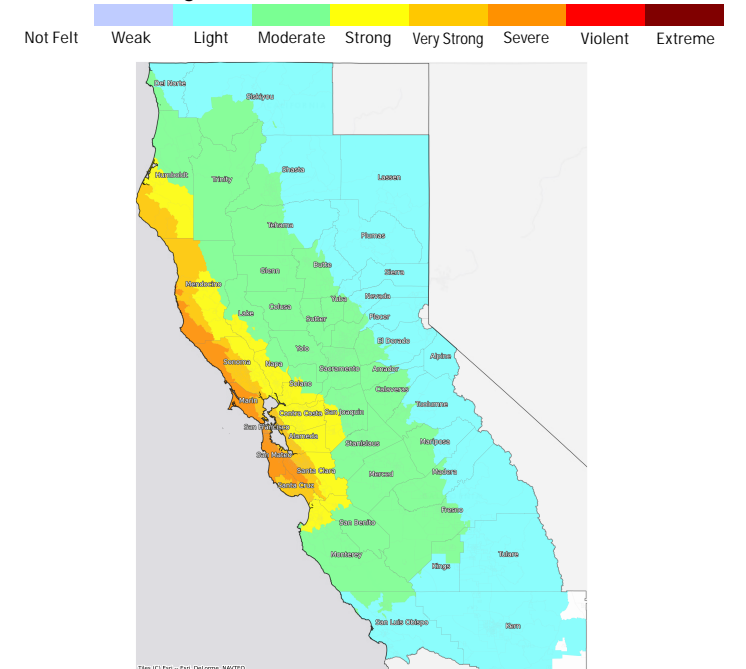 Not Felt Weak Light Moderate Strong Very Strong Severe Violent Extreme
Del Norte
Siskiyou
Shasta
Humboldt
Trinity
Lassen
Tehama
Plumas
Butte
Glenn
Sierra
Mendocino
Nevada
Yuba
Colusa
Lake
Placer
Sutter
El Dorado
Yolo
Alpine
Sonoma
Napa
Sacramento
Amador
Solano
Calaveras
Marin
Tuolumne
Contra Costa
San Joaquin
San Francisco
Alameda
Stanislaus
Mariposa
San Mateo
Santa Clara
Merced
Madera
Santa Cruz
Fresno
San Benito
Monterey
Tulare
Kings
San Luis Obispo
Kern